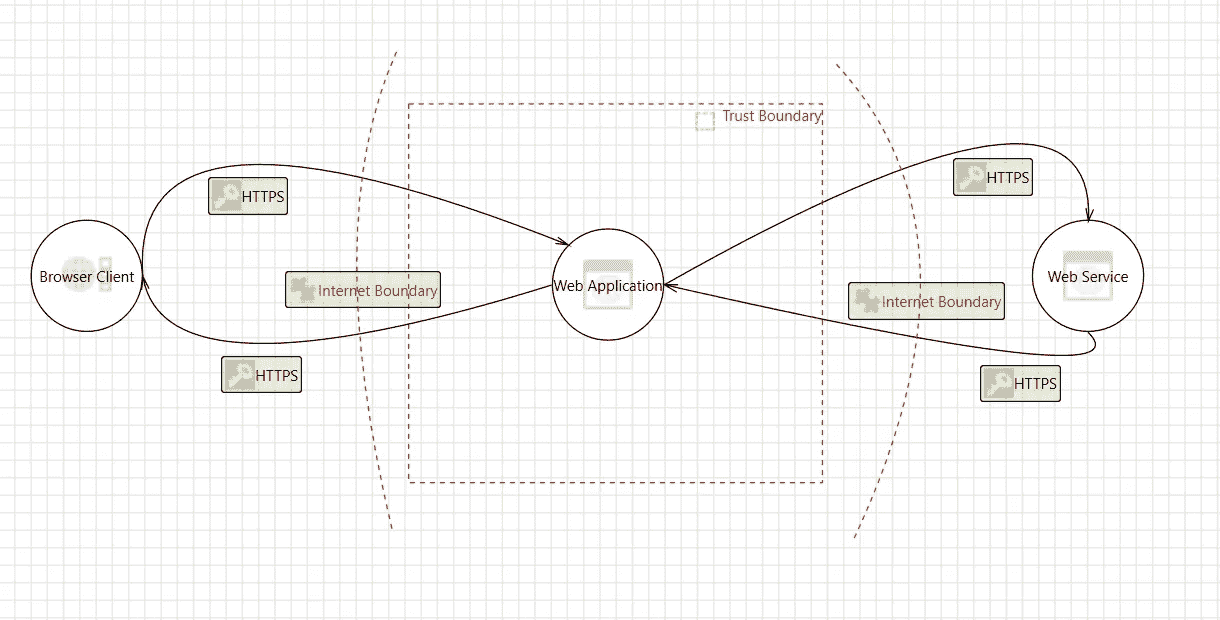 Trust Boundary
HTTPS
HTTPS
Browser Client
Web Application
Web Service
Internet Boundary
Internet Boundary
HTTPS
HTTPS